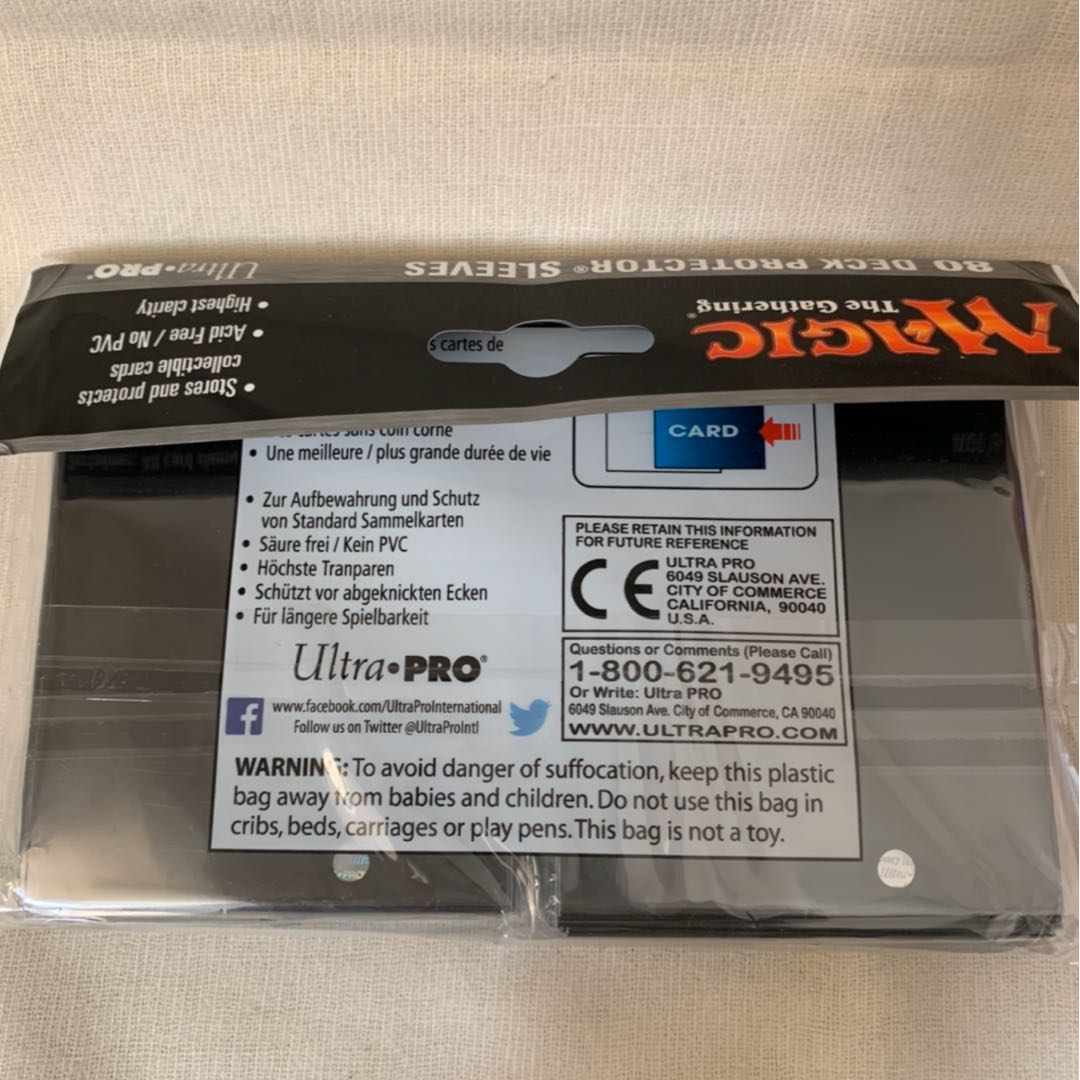 80 DECK PROTECTOR® SLEEVES
Ultra•PRO®
MAGIC
The Gathering®
• Stores and protects
collectible cards
• Acid Free / No PVC
• Highest clarity
s cartes de
cartes sans coin corné
• Une meilleure / plus grande durée de vie
• Zur Aufbewahrung und Schutz
von Standard Sammelkarten
• Säure frei / Kein PVC
• Höchste Tranparen
• Schützt vor abgeknickten Ecken
• Für längere Spielbarkeit
CARD
PLEASE RETAIN THIS INFORMATION
FOR FUTURE REFERENCE
CE
ULTRA PRO
6049 SLAUSON AVE.
CITY OF COMMERCE
CALIFORNIA, 90040
U.S.A.
Ultra•PRO®
www.facebook.com/UltraProInternational
Follow us on Twitter @UltraProIntl
Questions or Comments (Please Call)
1-800-621-9495
Or Write: Ultra PRO
6049 Slauson Ave. City of Commerce, CA 90040
WWW.ULTRAPRO.COM
WARNING: To avoid danger of suffocation, keep this plastic
bag away from babies and children. Do not use this bag in
cribs, beds, carriages or play pens. This bag is not a toy.
•PRO